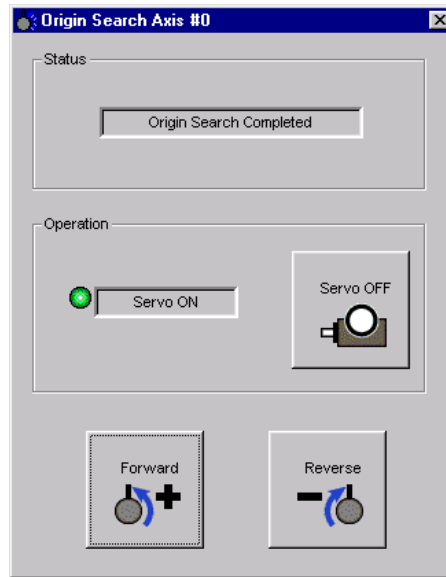 Origin Search Axis #0
Status
Origin Search Completed
Operation
Servo ON
Servo OFF
Forward
Reverse